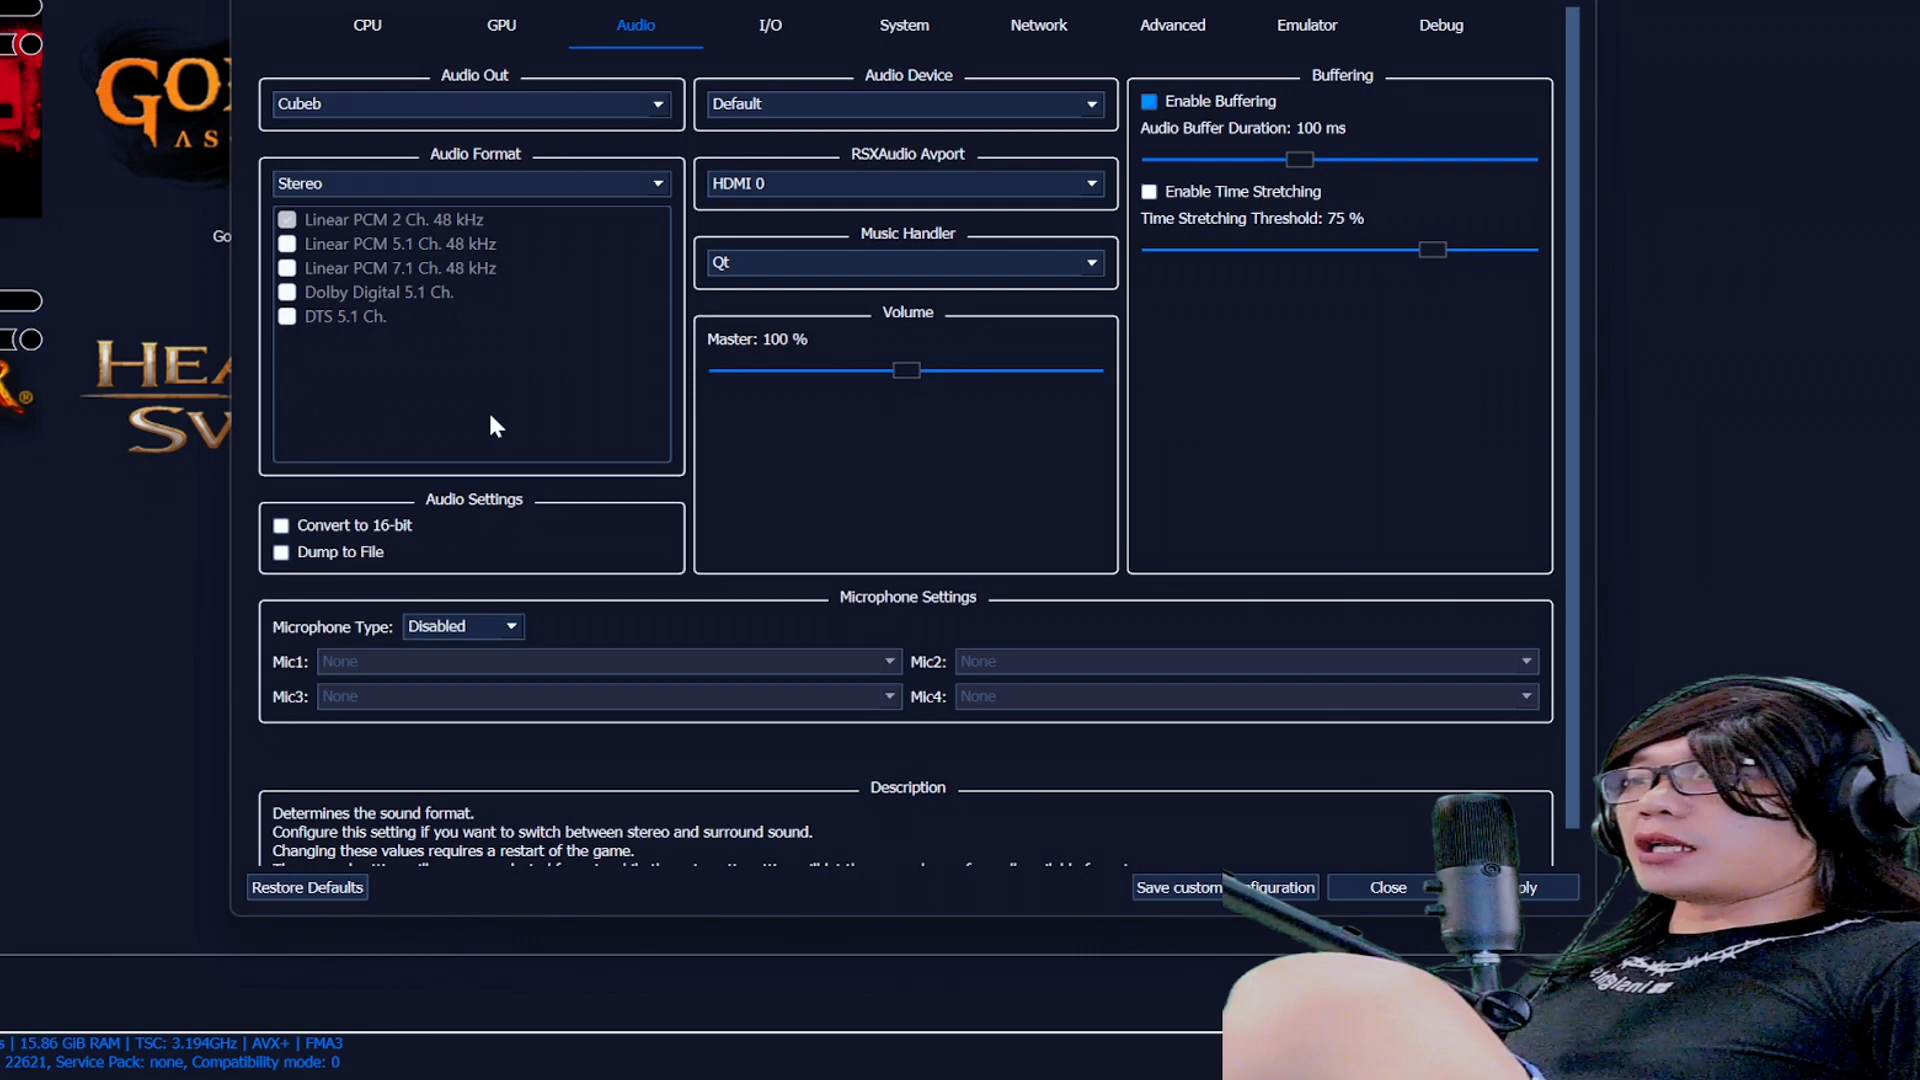 CPU
GPU
Audio
I/O
System
Network
Advanced
Emulator
Debug
Audio Out
Cubeb
Audio Format
Stereo
Linear PCM 2 Ch. 48 kHz
Linear PCM 5.1 Ch. 48 kHz
Linear PCM 7.1 Ch. 48 kHz
Dolby Digital 5.1 Ch.
DTS 5.1 Ch.
Audio Settings
Convert to 16-bit
Dump to File
Audio Device
Default
RSXAudio Avport
HDMI 0
Music Handler
Qt
Volume
Master: 100 %
Buffering
Enable Buffering
Audio Buffer Duration: 100 ms
Enable Time Stretching
Time Stretching Threshold: 75 %
Microphone Settings
Microphone Type: Disabled
Mic1: None
Mic2: None
Mic3: None
Mic4: None
Description
Determines the sound format.
Configure this setting if you want to switch between stereo and surround sound.
Changing these values requires a restart of the game.
Restore Defaults
Save custom
Close
GO
AS
Go
HEA
SV
15.86 GiB RAM | TSC: 3.194GHz | AVX+ | FMA3
22621, Service Pack: none, Compatibility mode: 0